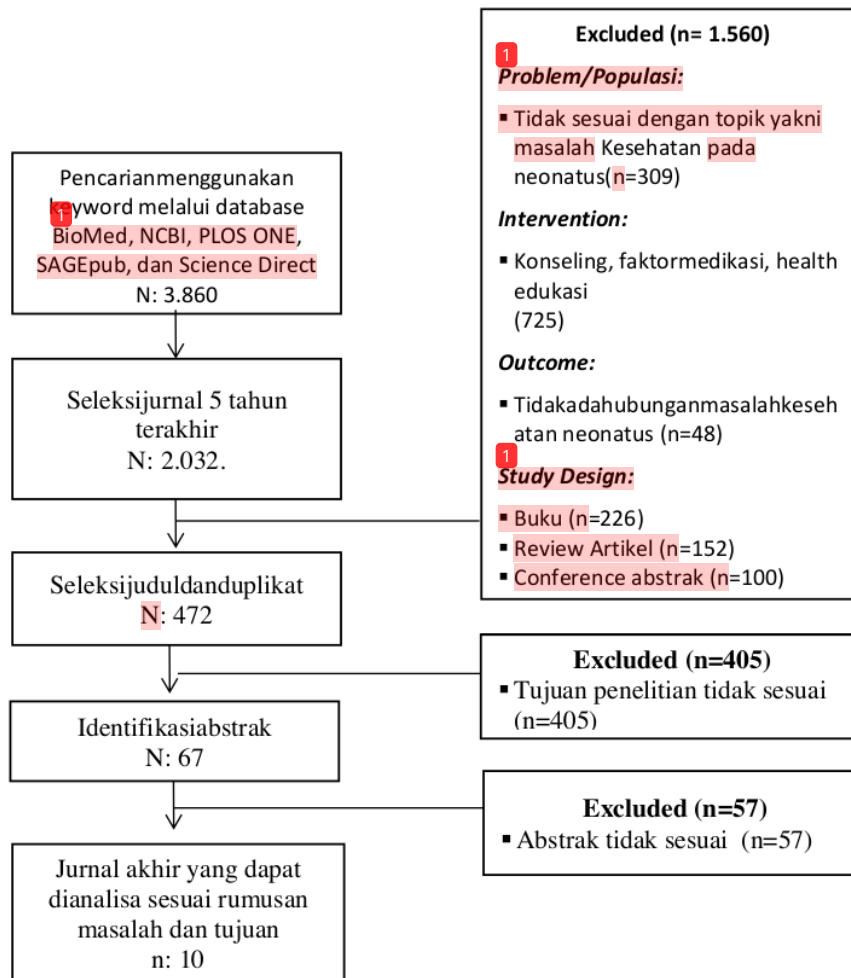 Pencarianmenggunakan
keyword melalui database
1
BioMed, NCBI, PLOS ONE,
SAGEpub, dan Science Direct
N: 3.860
Seleksijurnal 5 tahun
terakhir
N: 2.032.
Seleksijuduldanduplikat
N: 472
Identifikasiabstrak
N: 67
Jurnal akhir yang dapat
dianalisa sesuai rumusan
masalah dan tujuan
n: 10
Excluded (n= 1.560)
1
Problem/Populasi:
▪ Tidak sesuai dengan topik yakni
masalah Kesehatan pada
neonatus(n=309)
Intervention:
▪ Konseling, faktormedikasi, health
edukasi
(725)
Outcome:
▪ Tidakadahubunganmasalahkeseh
atan neonatus (n=48)
1
Study Design:
▪ Buku (n=226)
▪ Review Artikel (n=152)
▪ Conference abstrak (n=100)
Excluded (n=405)
▪ Tujuan penelitian tidak sesuai
(n=405)
Excluded (n=57)
▪ Abstrak tidak sesuai (n=57)